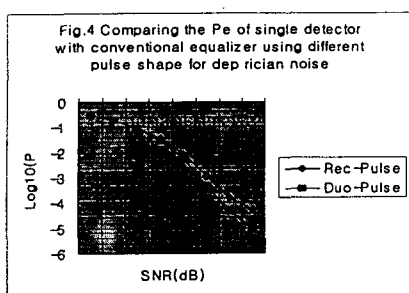 Fig.4 Comparing the Pe of single detector
with conventional equalizer using different
pulse shape for dep rician noise
0
-1
-2
-3
-4
-5
-6
Log10(P
SNR(dB)
Rec-Pulse
Duo-Pulse